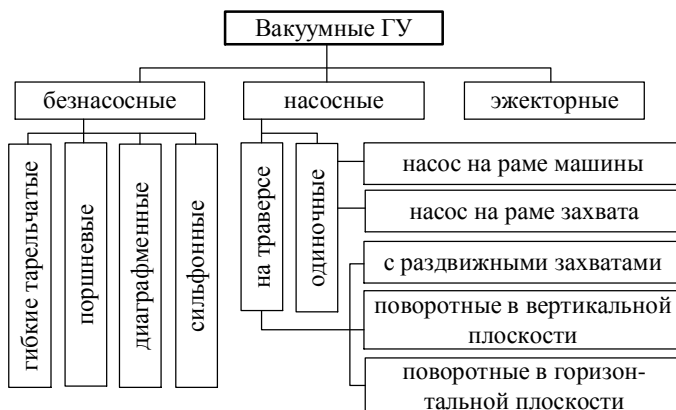 Вакуумные ГУ
безнасосные
насосные
эжекторные
гибкие тарельчатые
поршневые
диаграфменные
сильфонные
на траверсе
одиночные
насос на раме машины
насос на раме захвата
с раздвижными захватами
поворотные в вертикальной
плоскости
поворотные в горизон-
тальной плоскости